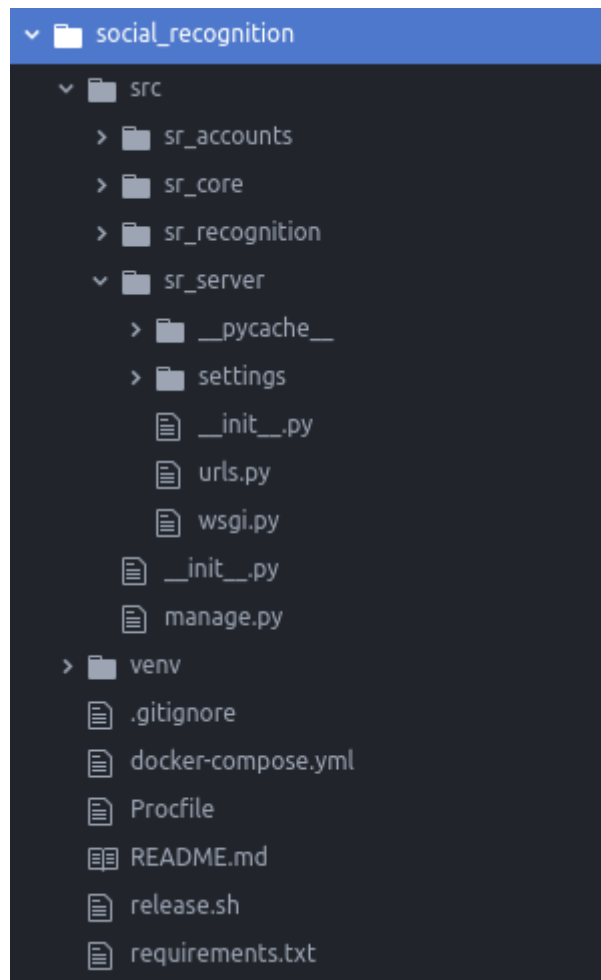 social_recognition
src
sr_accounts
sr_core
sr_recognition
sr_server
__pycache__
settings
__init__.py
urls.py
wsgi.py
__init__.py
manage.py
venv
.gitignore
docker-compose.yml
Procfile
README.md
release.sh
requirements.txt